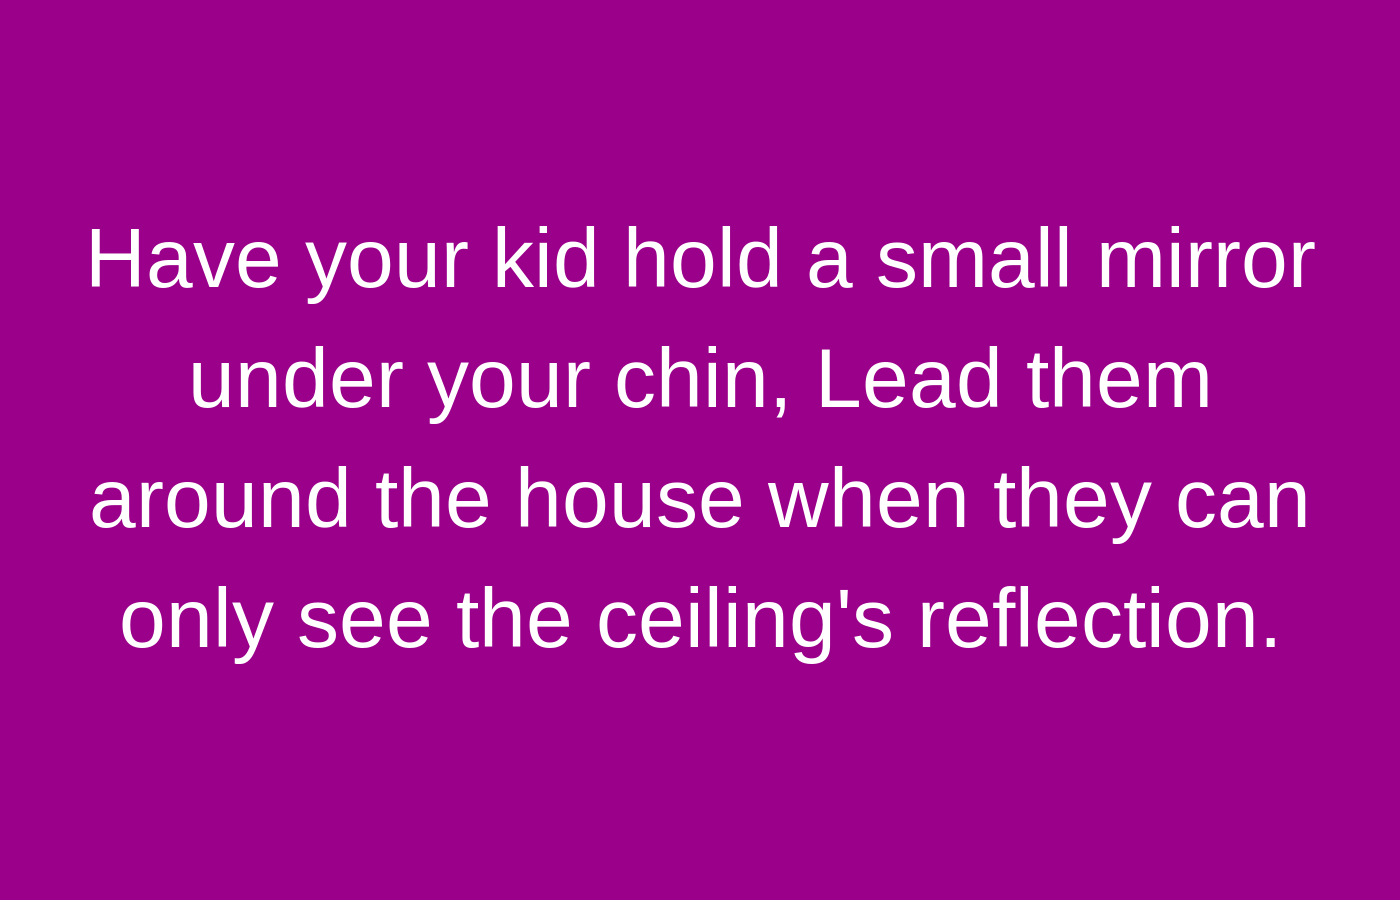 Have your kid hold a small mirror
under your chin, Lead them
around the house when they can
only see the ceiling's reflection.